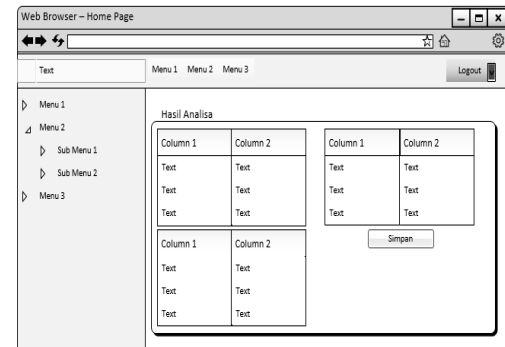 Web Browser – Home Page
Text
Menu 1 Menu 2 Menu 3
Logout
Menu 1
Menu 2
Sub Menu 1
Sub Menu 2
Menu 3
Hasil Analisa
Column 1 Column 2
Text Text
Text Text
Text Text
Column 1 Column 2
Text Text
Text Text
Text Text
Simpan
Column 1 Column 2
Text Text
Text Text
Text Text